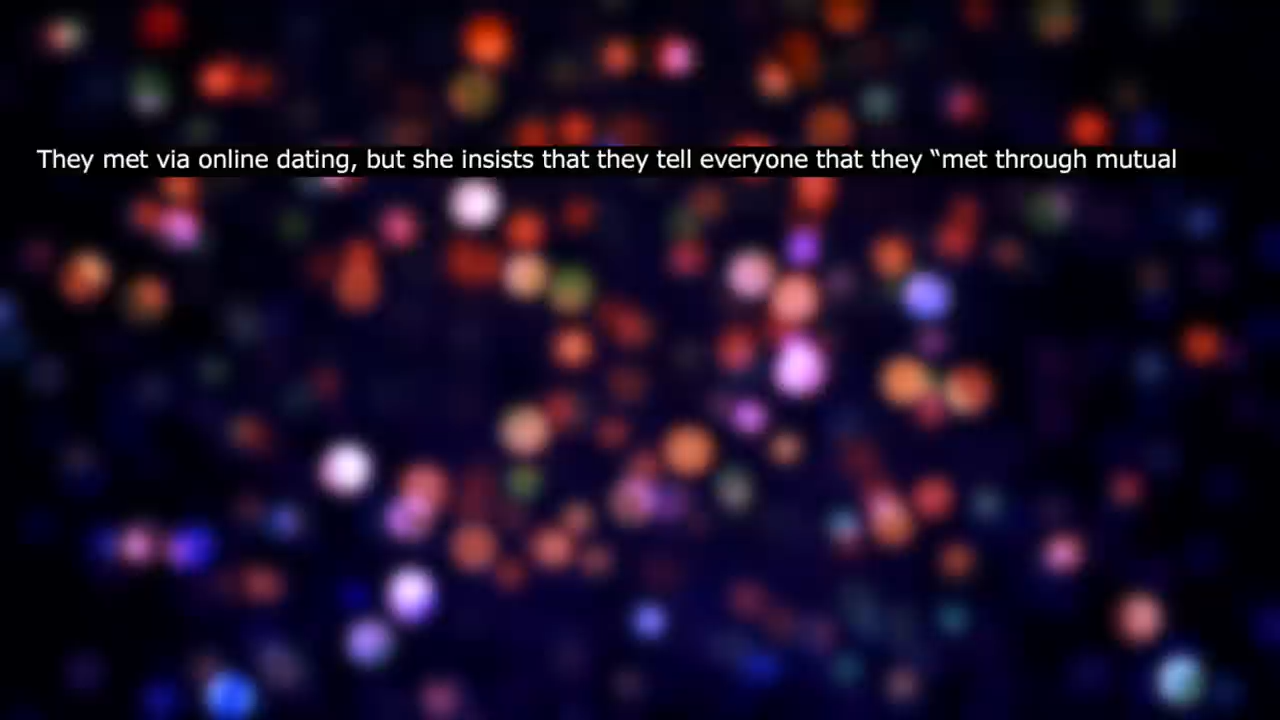 They met via online dating, but she insists that they tell everyone that they “met through mutual